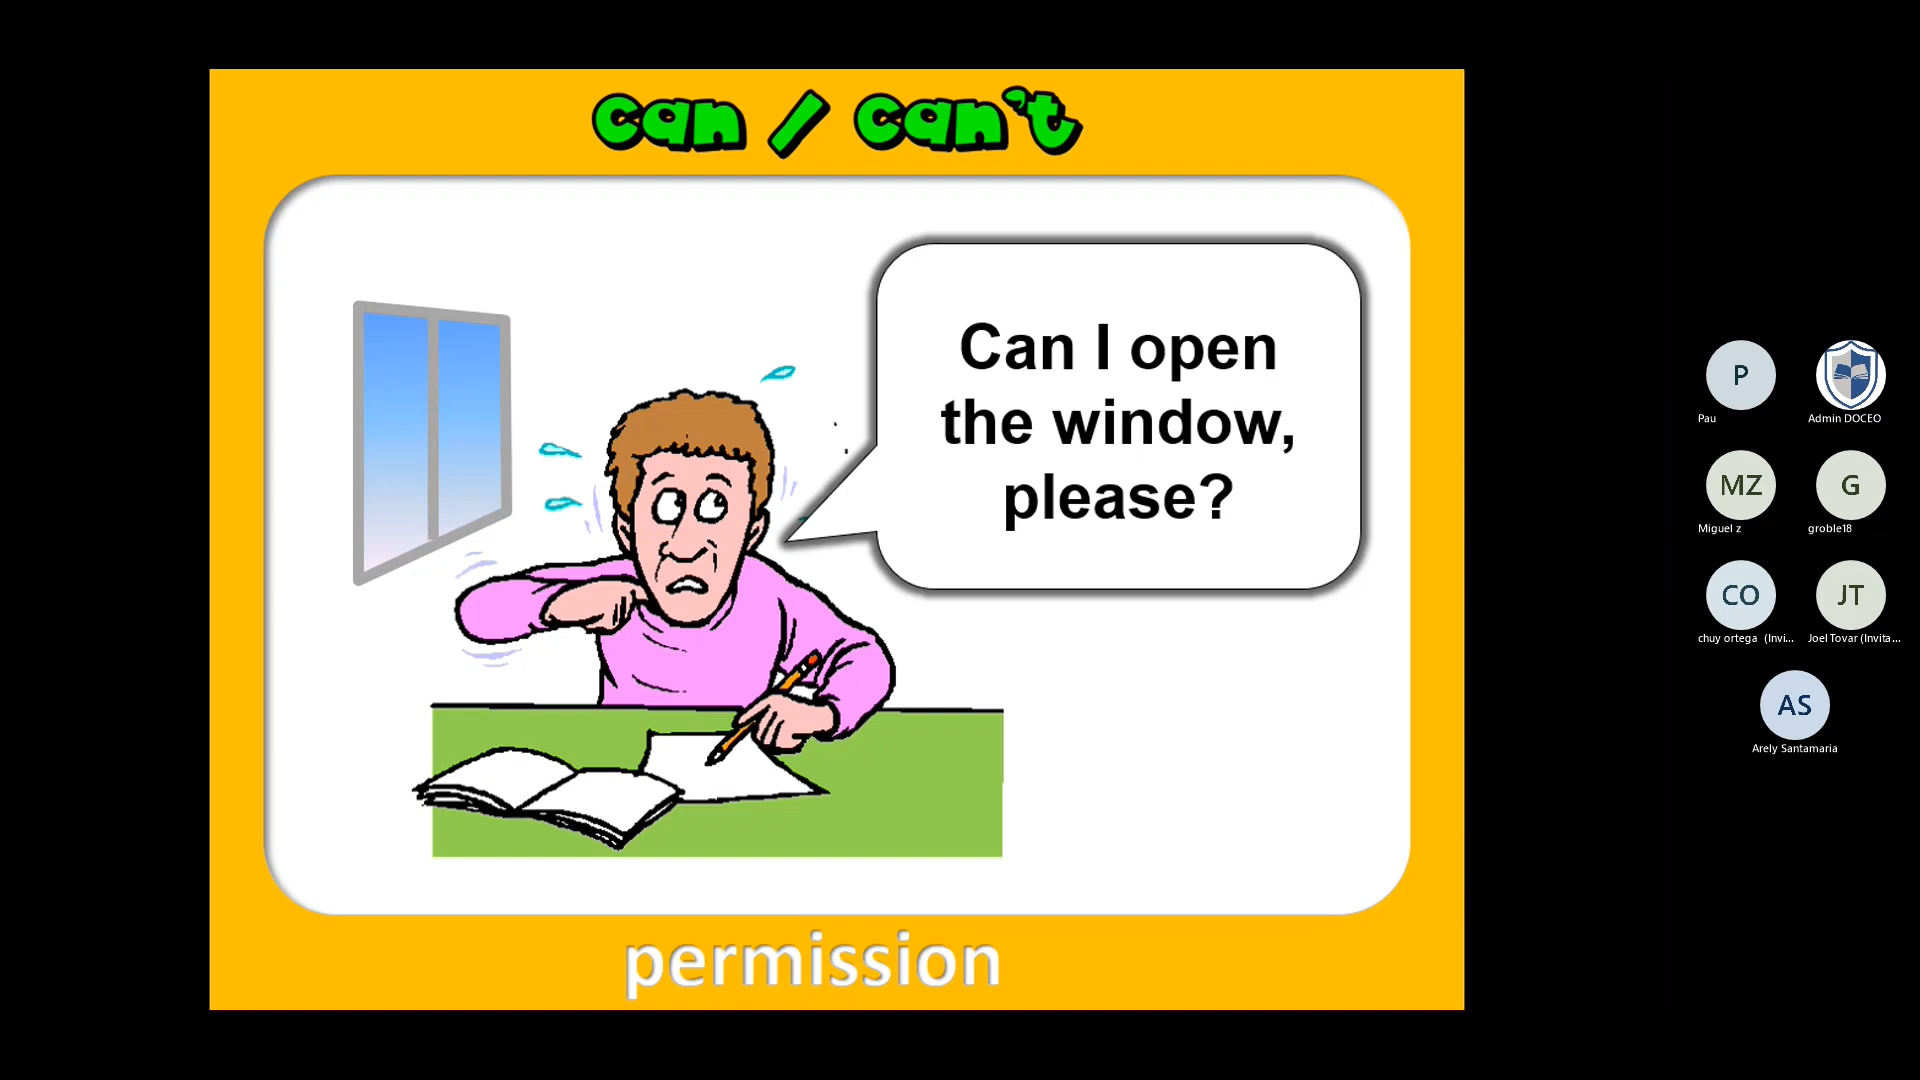 can / can't
Can I open
the window,
please?
permission
P
Pau
Admin DOCEO
MZ
Miguel z
G
groble18
CO
chuy ortega (Invi...
JT
Joel Tovar (Invita...
AS
Arely Santamaria